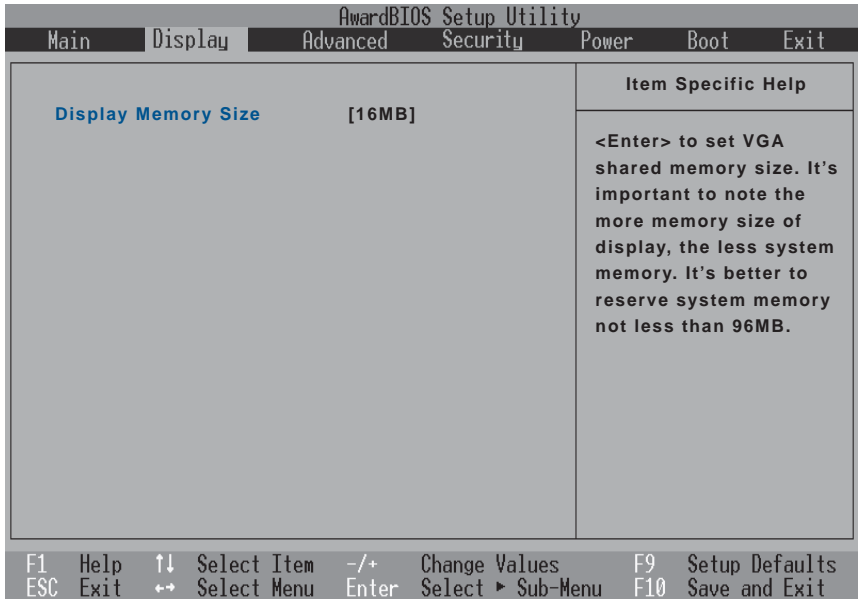 AwardBIOS Setup Utility
Main Display Advanced Security Power Boot Exit
Display Memory Size [16MB]
Item Specific Help
<Enter> to set VGA
shared memory size. It's
important to note the
more memory size of
display, the less system
memory. It's better to
reserve system memory
not less than 96MB.
F1 Help ↑↓ Select Item -/+ Change Values F9 Setup Defaults
ESC Exit ←→ Select Menu Enter Select ▸ Sub-Menu F10 Save and Exit